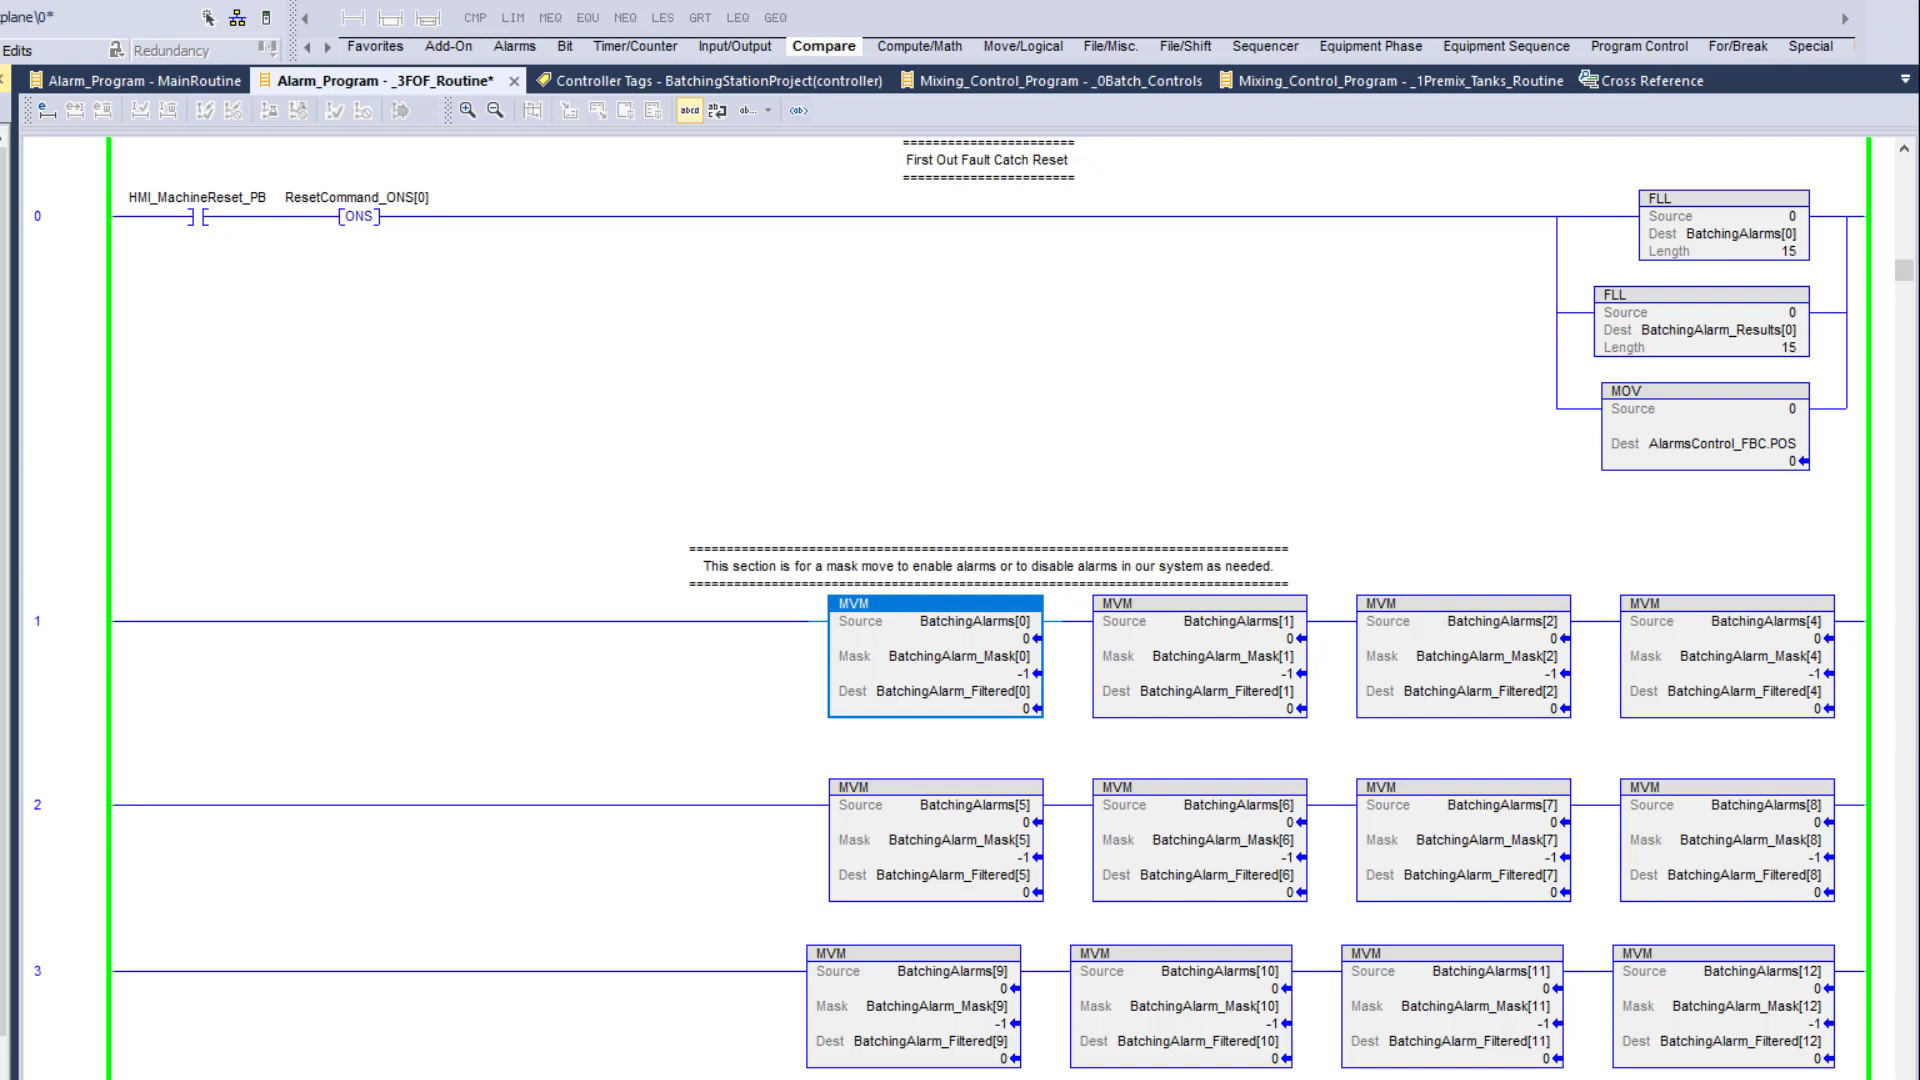 plane\0*
CMP LIM MEQ EQU NEQ LES GRT LEQ GEQ
Edits Redundancy
Favorites Add-On Alarms Bit Timer/Counter Input/Output Compare Compute/Math Move/Logical File/Misc. File/Shift Sequencer Equipment Phase Equipment Sequence Program Control For/Break Special
Alarm_Program - MainRoutine Alarm_Program - _3FOF_Routine* Controller Tags - BatchingStationProject(controller) Mixing_Control_Program - _0Batch_Controls Mixing_Control_Program - _1Premix_Tanks_Routine Cross Reference
=======================
First Out Fault Catch Reset
=======================
0
HMI_MachineReset_PB ResetCommand_ONS[0]
ONS
FLL
Source 0
Dest BatchingAlarms[0]
Length 15
FLL
Source 0
Dest BatchingAlarm_Results[0]
Length 15
MOV
Source 0
Dest AlarmsControl_FBC.POS
0
This section is for a mask move to enable alarms or to disable alarms in our system as needed.
1
MVM MVM MVM MVM
Source BatchingAlarms[0] Source BatchingAlarms[1] Source BatchingAlarms[2] Source BatchingAlarms[4]
0 0 0 0
Mask BatchingAlarm_Mask[0] Mask BatchingAlarm_Mask[1] Mask BatchingAlarm_Mask[2] Mask BatchingAlarm_Mask[4]
-1 -1 -1 -1
Dest BatchingAlarm_Filtered[0] Dest BatchingAlarm_Filtered[1] Dest BatchingAlarm_Filtered[2] Dest BatchingAlarm_Filtered[4]
0 0 0 0
2
MVM MVM MVM MVM
Source BatchingAlarms[5] Source BatchingAlarms[6] Source BatchingAlarms[7] Source BatchingAlarms[8]
0 0 0 0
Mask BatchingAlarm_Mask[5] Mask BatchingAlarm_Mask[6] Mask BatchingAlarm_Mask[7] Mask BatchingAlarm_Mask[8]
-1 -1 -1 -1
Dest BatchingAlarm_Filtered[5] Dest BatchingAlarm_Filtered[6] Dest BatchingAlarm_Filtered[7] Dest BatchingAlarm_Filtered[8]
0 0 0 0
3
MVM MVM MVM MVM
Source BatchingAlarms[9] Source BatchingAlarms[10] Source BatchingAlarms[11] Source BatchingAlarms[12]
0 0 0 0
Mask BatchingAlarm_Mask[9] Mask BatchingAlarm_Mask[10] Mask BatchingAlarm_Mask[11] Mask BatchingAlarm_Mask[12]
-1 -1 -1 -1
Dest BatchingAlarm_Filtered[9] Dest BatchingAlarm_Filtered[10] Dest BatchingAlarm_Filtered[11] Dest BatchingAlarm_Filtered[12]
0 0 0 0